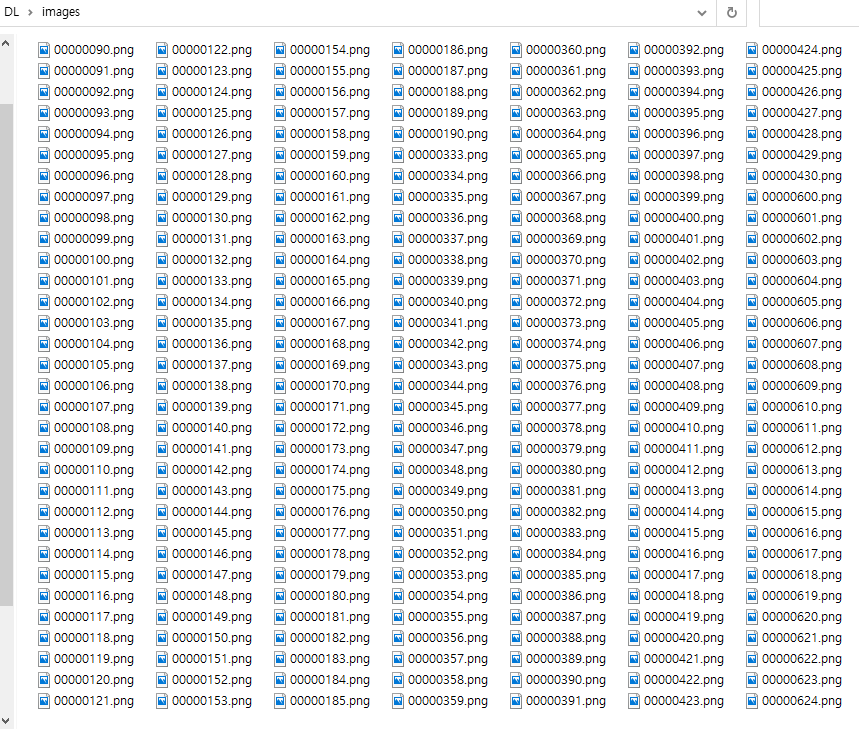 DL > images
00000090.png 00000122.png 00000154.png 00000186.png 00000360.png 00000392.png 00000424.png
00000091.png 00000123.png 00000155.png 00000187.png 00000361.png 00000393.png 00000425.png
00000092.png 00000124.png 00000156.png 00000188.png 00000362.png 00000394.png 00000426.png
00000093.png 00000125.png 00000157.png 00000189.png 00000363.png 00000395.png 00000427.png
00000094.png 00000126.png 00000158.png 00000190.png 00000364.png 00000396.png 00000428.png
00000095.png 00000127.png 00000159.png 00000333.png 00000365.png 00000397.png 00000429.png
00000096.png 00000128.png 00000160.png 00000334.png 00000366.png 00000398.png 00000430.png
00000097.png 00000129.png 00000161.png 00000335.png 00000367.png 00000399.png 00000600.png
00000098.png 00000130.png 00000162.png 00000336.png 00000368.png 00000400.png 00000601.png
00000099.png 00000131.png 00000163.png 00000337.png 00000369.png 00000401.png 00000602.png
00000100.png 00000132.png 00000164.png 00000338.png 00000370.png 00000402.png 00000603.png
00000101.png 00000133.png 00000165.png 00000339.png 00000371.png 00000403.png 00000604.png
00000102.png 00000134.png 00000166.png 00000340.png 00000372.png 00000404.png 00000605.png
00000103.png 00000135.png 00000167.png 00000341.png 00000373.png 00000405.png 00000606.png
00000104.png 00000136.png 00000168.png 00000342.png 00000374.png 00000406.png 00000607.png
00000105.png 00000137.png 00000169.png 00000343.png 00000375.png 00000407.png 00000608.png
00000106.png 00000138.png 00000170.png 00000344.png 00000376.png 00000408.png 00000609.png
00000107.png 00000139.png 00000171.png 00000345.png 00000377.png 00000409.png 00000610.png
00000108.png 00000140.png 00000172.png 00000346.png 00000378.png 00000410.png 00000611.png
00000109.png 00000141.png 00000173.png 00000347.png 00000379.png 00000411.png 00000612.png
00000110.png 00000142.png 00000174.png 00000348.png 00000380.png 00000412.png 00000613.png
00000111.png 00000143.png 00000175.png 00000349.png 00000381.png 00000413.png 00000614.png
00000112.png 00000144.png 00000176.png 00000350.png 00000382.png 00000414.png 00000615.png
00000113.png 00000145.png 00000177.png 00000351.png 00000383.png 00000415.png 00000616.png
00000114.png 00000146.png 00000178.png 00000352.png 00000384.png 00000416.png 00000617.png
00000115.png 00000147.png 00000179.png 00000353.png 00000385.png 00000417.png 00000618.png
00000116.png 00000148.png 00000180.png 00000354.png 00000386.png 00000418.png 00000619.png
00000117.png 00000149.png 00000181.png 00000355.png 00000387.png 00000419.png 00000620.png
00000118.png 00000150.png 00000182.png 00000356.png 00000388.png 00000420.png 00000621.png
00000119.png 00000151.png 00000183.png 00000357.png 00000389.png 00000421.png 00000622.png
00000120.png 00000152.png 00000184.png 00000358.png 00000390.png 00000422.png 00000623.png
00000121.png 00000153.png 00000185.png 00000359.png 00000391.png 00000423.png 00000624.png